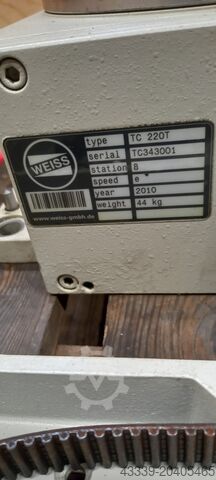 WEISS
type TC 220T
serial TC343001
station 8
speed e
year 2010
weight 44 kg
www.weiss-gmbh.de
43339-20405465